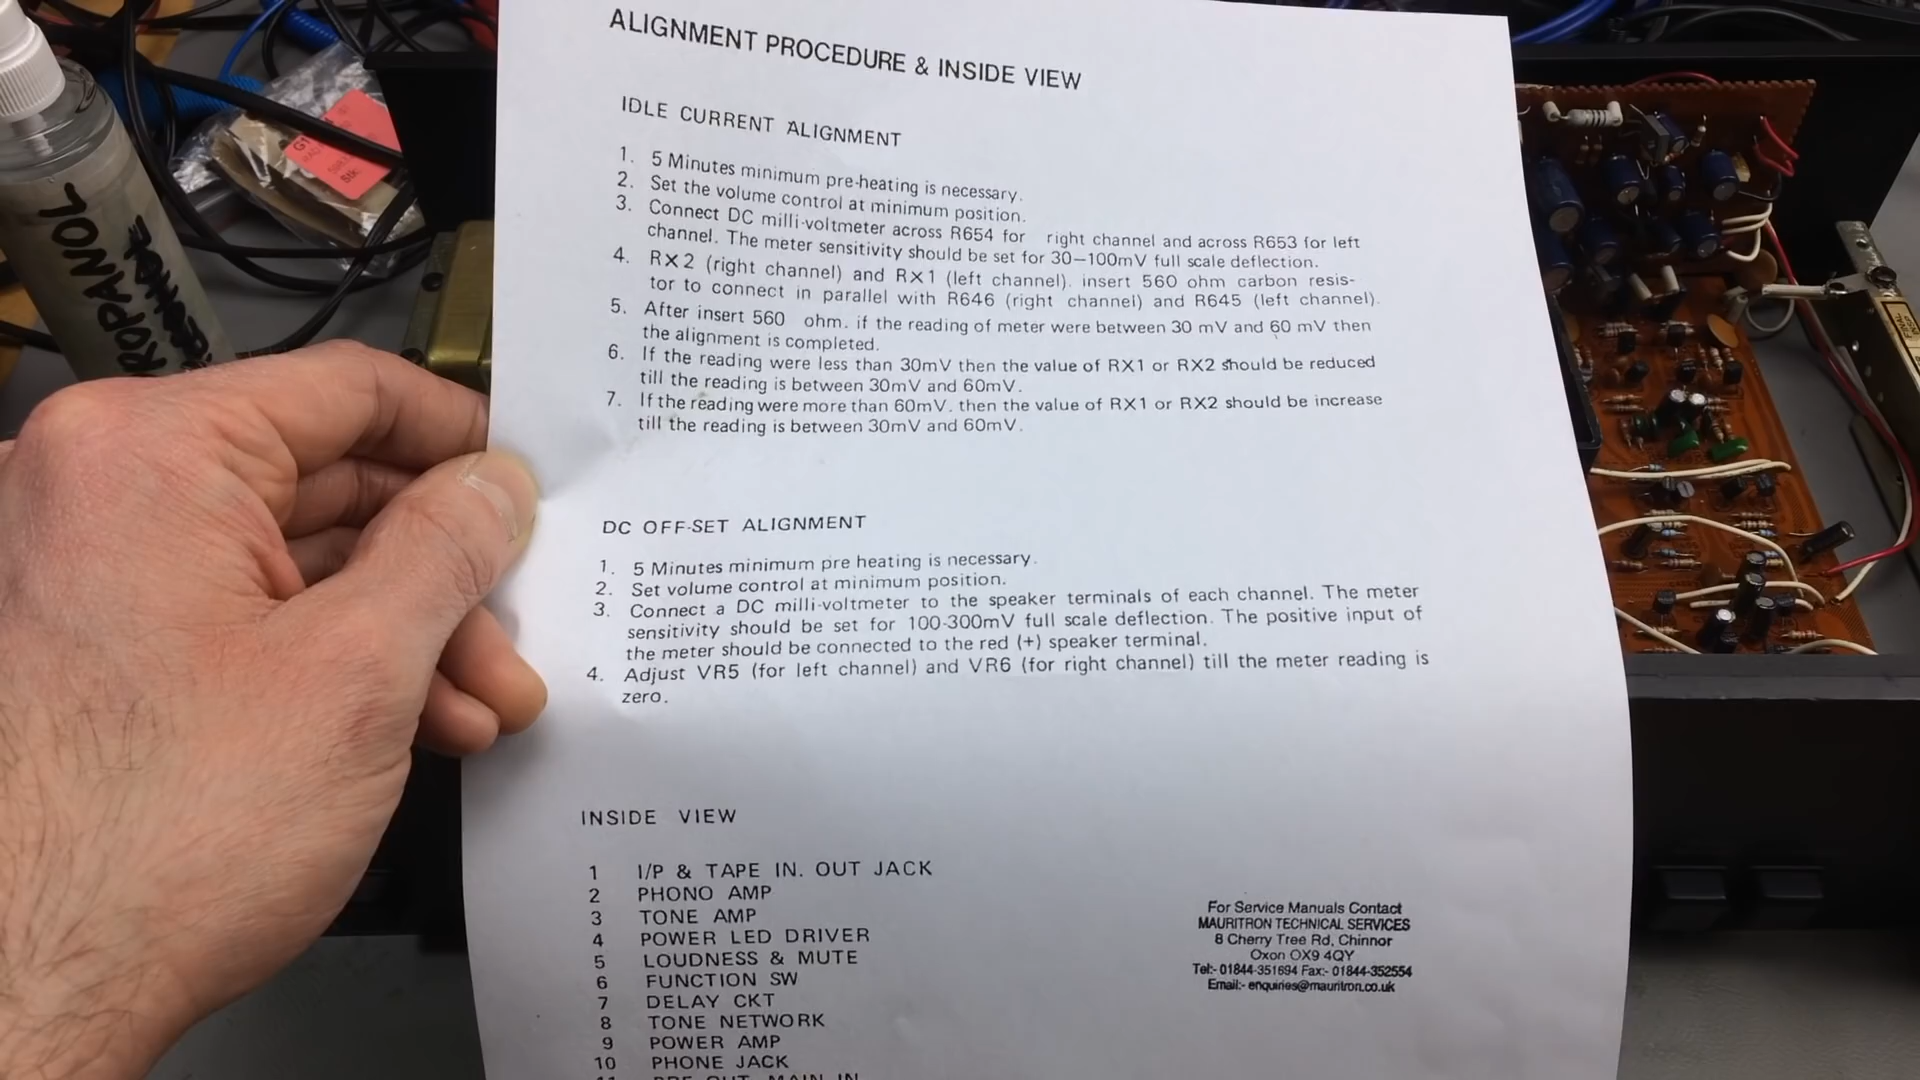 ALIGNMENT PROCEDURE & INSIDE VIEW
IDLE CURRENT ALIGNMENT
1. 5 Minutes minimum pre-heating is necessary.
2. Set the volume control at minimum position.
3. Connect DC milli-voltmeter across R654 for right channel and across R653 for left
channel. The meter sensitivity should be set for 30—100mV full scale deflection.
4. RX2 (right channel) and RX1 (left channel). insert 560 ohm carbon resis-
tor to connect in parallel with R646 (right channel) and R645 (left channel).
5. After insert 560 ohm. if the reading of meter were between 30 mV and 60 mV then
the alignment is completed.
6. If the reading were less than 30mV then the value of RX1 or RX2 should be reduced
till the reading is between 30mV and 60mV.
7. If the reading were more than 60mV. then the value of RX1 or RX2 should be increase
till the reading is between 30mV and 60mV.
DC OFF-SET ALIGNMENT
1. 5 Minutes minimum pre heating is necessary.
2. Set volume control at minimum position.
3. Connect a DC milli-voltmeter to the speaker terminals of each channel. The meter
sensitivity should be set for 100-300mV full scale deflection. The positive input of
the meter should be connected to the red (+) speaker terminal.
4. Adjust VR5 (for left channel) and VR6 (for right channel) till the meter reading is
zero.
INSIDE VIEW
1 I/P & TAPE IN. OUT JACK
2 PHONO AMP
3 TONE AMP
4 POWER LED DRIVER
5 LOUDNESS & MUTE
6 FUNCTION SW
7 DELAY CKT
8 TONE NETWORK
9 POWER AMP
10 PHONE JACK
11 PRE OUT. MAIN IN
For Service Manuals Contact
MAURITRON TECHNICAL SERVICES
8 Cherry Tree Rd, Chinnor
Oxon OX9 4QY
Tel:- 01844-351694 Fax:- 01844-352554
Email:- enquiries@mauritron.co.uk
ROPANOL